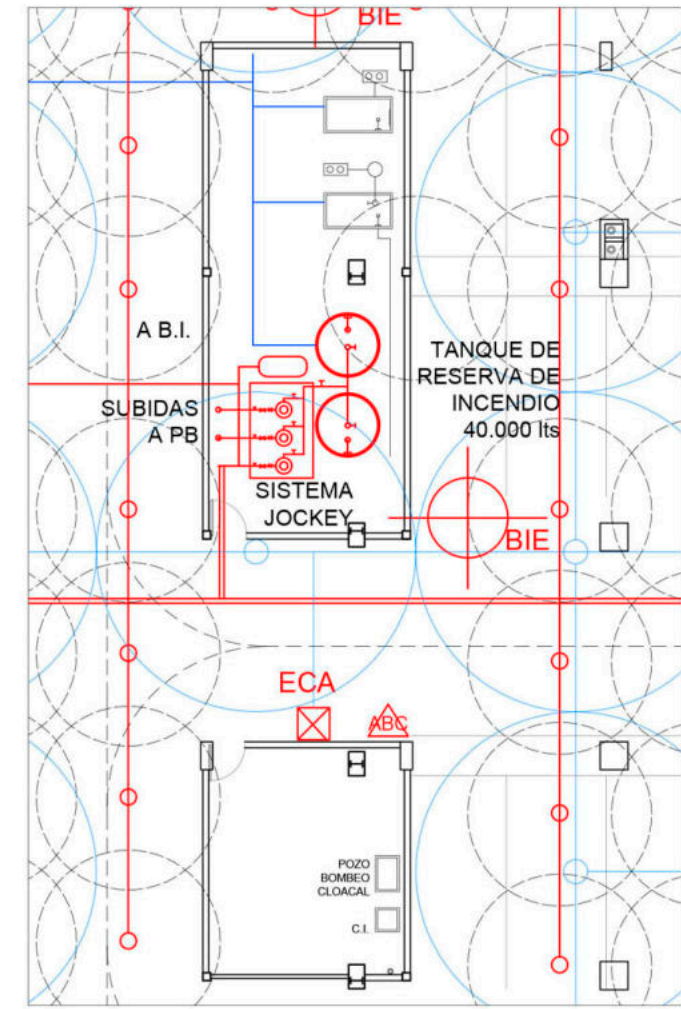 BIE
A B.I.
TANQUE DE
RESERVA DE
INCENDIO
40.000 lts
SUBIDAS
A PB
SISTEMA
JOCKEY
BIE
ECA
ABC
POZO
BOMBEO
CLOACAL
C.I.